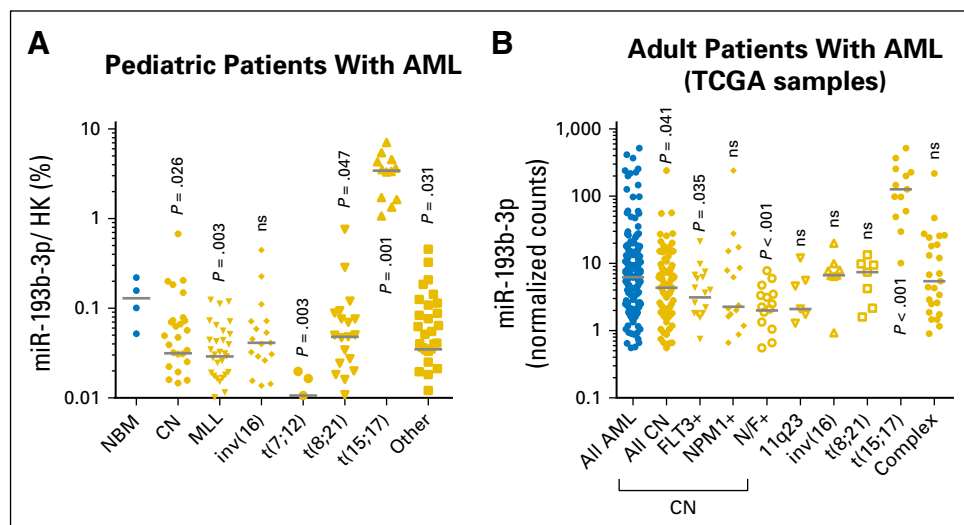 A
Pediatric Patients With AML
miR-193b-3p/ HK (%)
10
1
0.1
0.01
P = .026
P = .003
ns
P = .003
P = .047
P = .001
P = .031
NBM
CN
MLL
inv(16)
t(7;12)
t(8;21)
t(15;17)
Other
B
Adult Patients With AML
(TCGA samples)
miR-193b-3p
(normalized counts)
1,000
100
10
1
0.1
P = .041
P = .035
ns
P < .001
ns
ns
ns
P < .001
ns
All AML
All CN
FLT3+
NPM1+
N/F+
11q23
inv(16)
t(8;21)
t(15;17)
Complex
CN